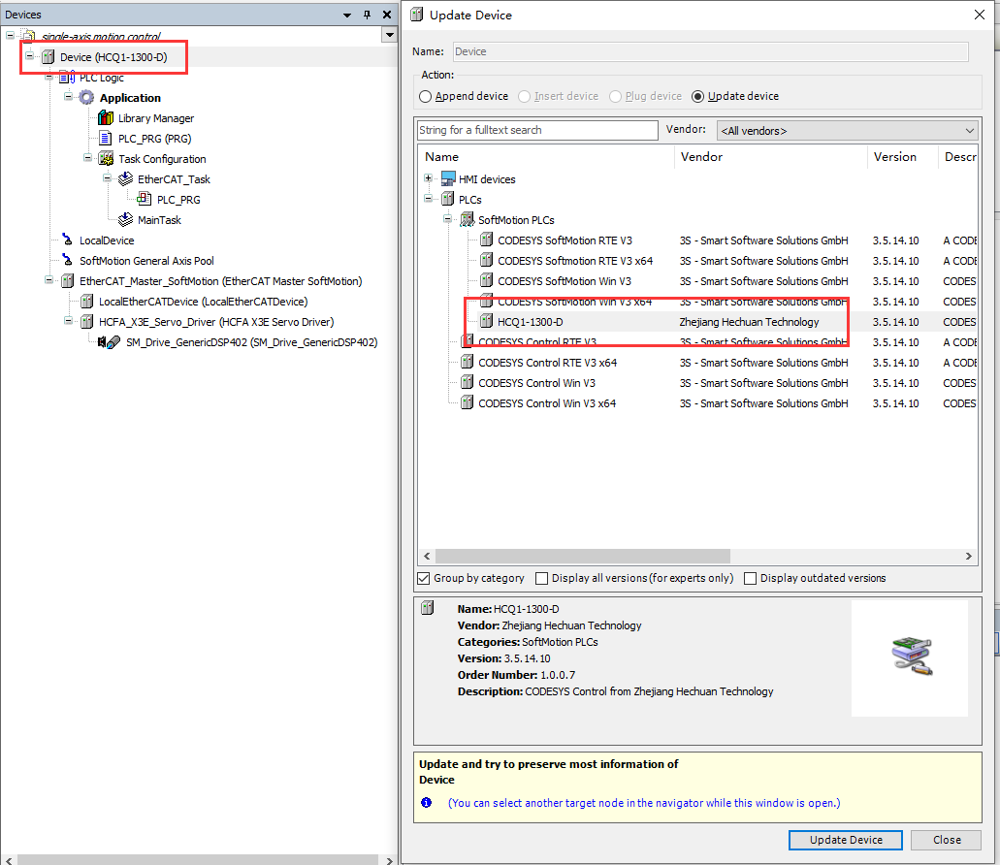 Devices
single-axis motion control
Device (HCQ1-1300-D)
PLC Logic
Application
Library Manager
PLC_PRG (PRG)
Task Configuration
EtherCAT_Task
PLC_PRG
MainTask
LocalDevice
SoftMotion General Axis Pool
EtherCAT_Master_SoftMotion (EtherCAT Master SoftMotion)
LocalEtherCATDevice (LocalEtherCATDevice)
HCFA_X3E_Servo_Driver (HCFA X3E Servo Driver)
SM_Drive_GenericDSP402 (SM_Drive_GenericDSP402)
Update Device
Name: Device
Action:
Append device Insert device Plug device Update device
String for a fulltext search Vendor: <All vendors>
Name Vendor Version Descr
HMI devices
PLCs
SoftMotion PLCs
CODESYS SoftMotion RTE V3 3S - Smart Software Solutions GmbH 3.5.14.10 A CODE
CODESYS Softmotion RTE V3 x64 3S - Smart Software Solutions GmbH 3.5.14.10 A CODE
CODESYS SoftMotion Win V3 3S - Smart Software Solutions GmbH 3.5.14.10 CODES
CODESYS Softmotion Win V3 x64 3S - Smart Software Solutions GmbH 3.5.14.10 CODES
HCQ1-1300-D Zhejiang Hechuan Technology 3.5.14.10 CODES
CODESYS Control RTE V3 3S - Smart Software Solutions GmbH 3.5.14.10 A CODE
CODESYS Control RTE V3 x64 3S - Smart Software Solutions GmbH 3.5.14.10 A CODE
CODESYS Control Win V3 3S - Smart Software Solutions GmbH 3.5.14.10 CODES
CODESYS Control Win V3 x64 3S - Smart Software Solutions GmbH 3.5.14.10 CODES
Group by category Display all versions(for experts only) Display outdated versions
Name: HCQ1-1300-D
Vendor: Zhejiang Hechuan Technology
Categories: SoftMotion PLCs
Version: 3.5.14.10
Order Number: 1.0.0.7
Description: CODESYS Control from Zhejiang Hechuan Technology
Update and try to preserve most information of
Device
(You can select another target node in the navigator while this window is open.)
Update Device Close